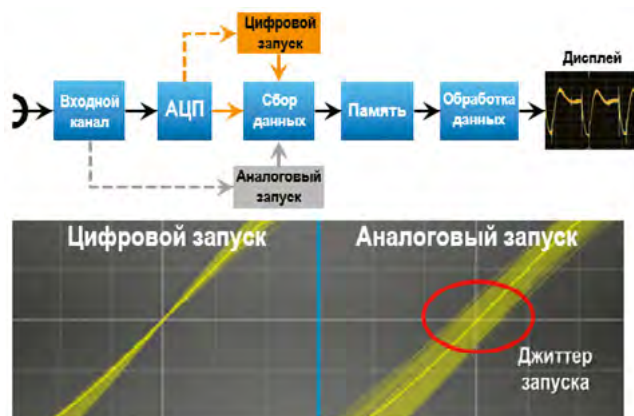 Цифровой
запуск
Дисплей
Входной
канал
АЦП
Сбор
данных
Память
Обработка
данных
Аналоговый
запуск
Цифровой запуск
Аналоговый запуск
Джиттер
запуска